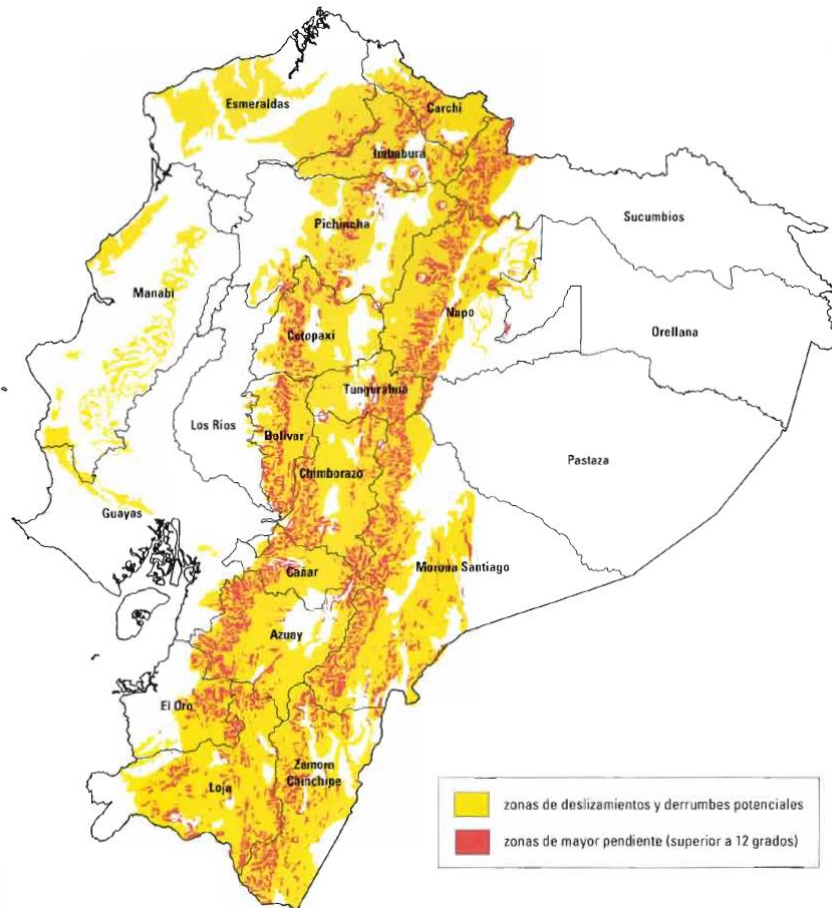 Esmeraldas
Carchi
Imbabura
Sucumbios
Pichincha
Manabí
Napo
Orellana
Cotopaxi
Tungurahua
Los Ríos
Bolívar
Pastaza
Chimborazo
Guayas
Morona Santiago
Cañar
Azuay
El Oro
Zamora
Chinchipe
Loja
zonas de deslizamientos y derrumbes potenciales
zonas de mayor pendiente (superior a 12 grados)